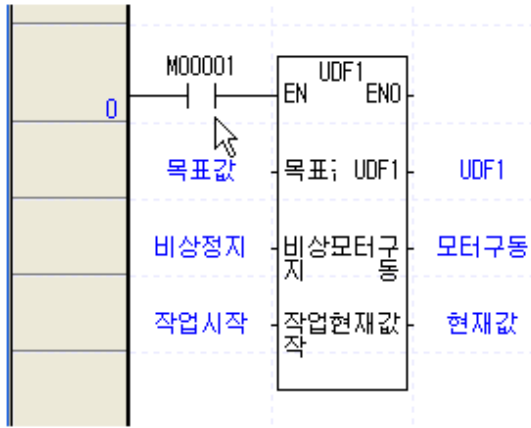 M00001
UDF1
0
EN ENO
목표값 목표 UDF1 UDF1
비상정지 비상모터구 모터구동
지 동
작업시작 작업현재값 현재값
작